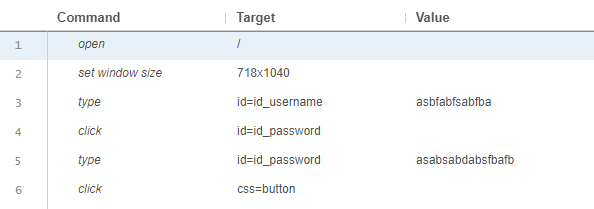 Command Target Value
1 open /
2 set window size 718x1040
3 type id=id_username asbfabfsabfba
4 click id=id_password
5 type id=id_password asabsabdabsfbafb
6 click css=button